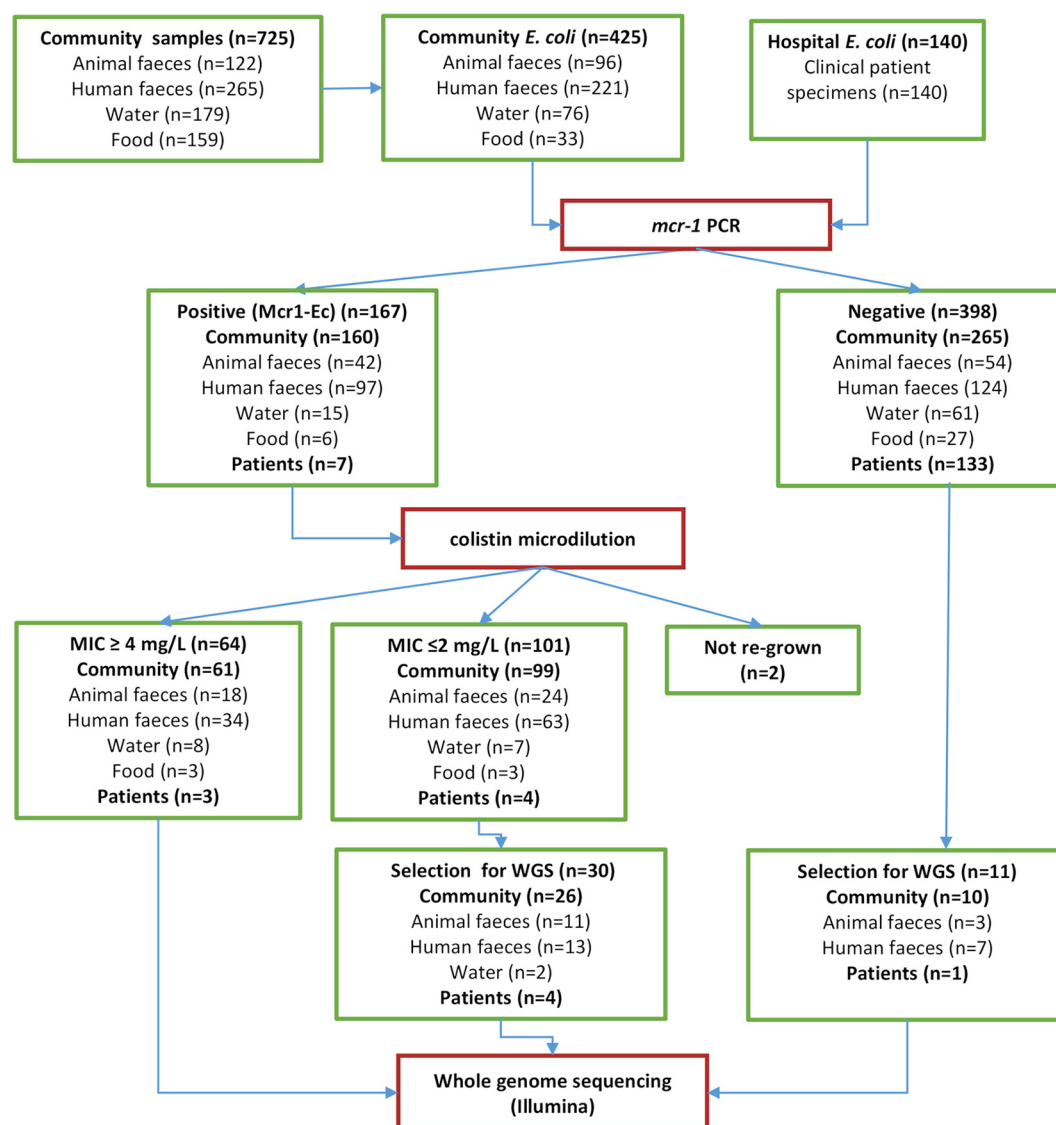 Community samples (n=725)
Animal faeces (n=122)
Human faeces (n=265)
Water (n=179)
Food (n=159)
Community E. coli (n=425)
Animal faeces (n=96)
Human faeces (n=221)
Water (n=76)
Food (n=33)
Hospital E. coli (n=140)
Clinical patient
specimens (n=140)
mcr-1 PCR
Positive (Mcr1-Ec) (n=167)
Community (n=160)
Animal faeces (n=42)
Human faeces (n=97)
Water (n=15)
Food (n=6)
Patients (n=7)
Negative (n=398)
Community (n=265)
Animal faeces (n=54)
Human faeces (124)
Water (n=61)
Food (n=27)
Patients (n=133)
colistin microdilution
MIC ≥ 4 mg/L (n=64)
Community (n=61)
Animal faeces (n=18)
Human faeces (n=34)
Water (n=8)
Food (n=3)
Patients (n=3)
MIC ≤2 mg/L (n=101)
Community (n=99)
Animal faeces (n=24)
Human faeces (n=63)
Water (n=7)
Food (n=3)
Patients (n=4)
Not re-grown
(n=2)
Selection for WGS (n=30)
Community (n=26)
Animal faeces (n=11)
Human faeces (n=13)
Water (n=2)
Patients (n=4)
Selection for WGS (n=11)
Community (n=10)
Animal faeces (n=3)
Human faeces (n=7)
Patients (n=1)
Whole genome sequencing
(Illumina)